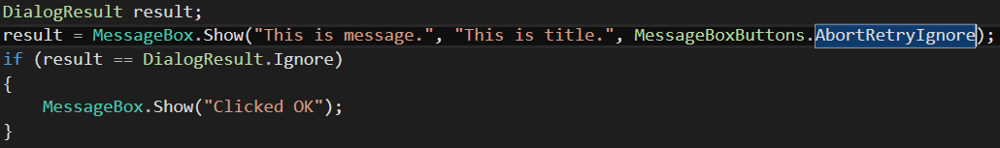 DialogResult result;
result = MessageBox.Show("This is message.", "This is title.", MessageBoxButtons.AbortRetryIgnore);
if (result == DialogResult.Ignore)
{
    MessageBox.Show("Clicked OK");
}